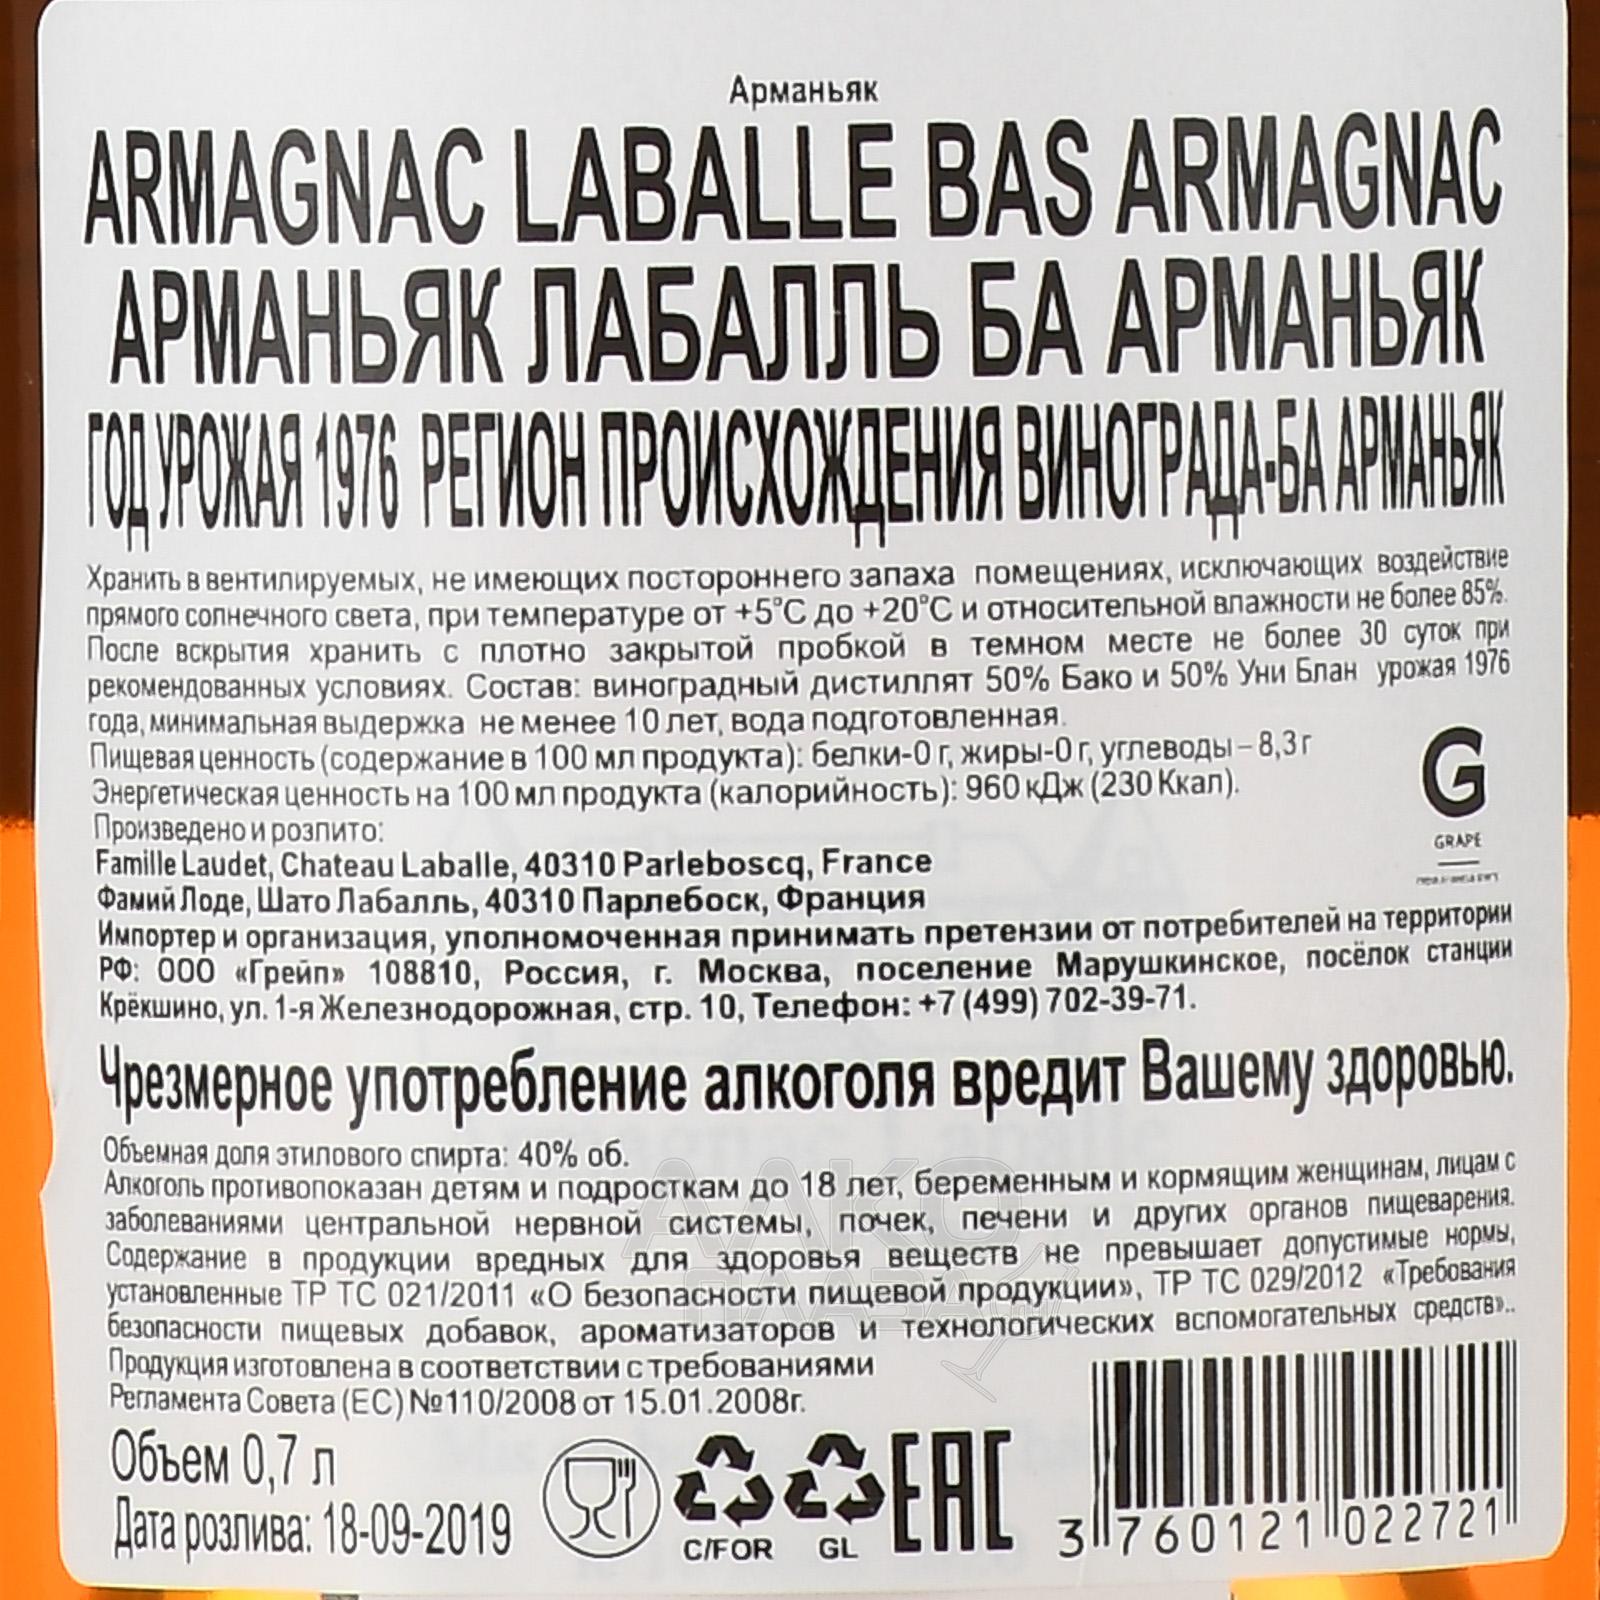 Арманьяк
ARMAGNAC LABALLE BAS ARMAGNAC
АРМАНЬЯК ЛАБАЛЛЬ БА АРМАНЬЯК
ГОД УРОЖАЯ 1976 РЕГИОН ПРОИСХОЖДЕНИЯ ВИНОГРАДА-БА АРМАНЬЯК
Хранить в вентилируемых, не имеющих постороннего запаха помещениях, исключающих воздействие
прямого солнечного света, при температуре от +5°С до +20°С и относительной влажности не более 85%.
После вскрытия хранить с плотно закрытой пробкой в темном месте не более 30 суток при
рекомендованных условиях. Состав: виноградный дистиллят 50% Бако и 50% Уни Блан урожая 1976
года, минимальная выдержка не менее 10 лет, вода подготовленная.
Пищевая ценность (содержание в 100 мл продукта): белки-0 г, жиры-0 г, углеводы – 8,3 г
Энергетическая ценность на 100 мл продукта (калорийность): 960 кДж (230 Ккал).
G
GRAPE
Произведено и розлито:
Famille Laudet, Chateau Laballe, 40310 Parleboscq, France
Фамий Лоде, Шато Лабалль, 40310 Парлебоск, Франция
Импортер и организация, уполномоченная принимать претензии от потребителей на территории
РФ: ООО «Грейп» 108810, Россия, г. Москва, поселение Марушкинское, посёлок станции
Крёкшино, ул. 1-я Железнодорожная, стр. 10, Телефон: +7 (499) 702-39-71.
Чрезмерное употребление алкоголя вредит Вашему здоровью.
Объемная доля этилового спирта: 40% об.
Алкоголь противопоказан детям и подросткам до 18 лет, беременным и кормящим женщинам, лицам с
заболеваниями центральной нервной системы, почек, печени и других органов пищеварения.
Содержание в продукции вредных для здоровья веществ не превышает допустимые нормы,
установленные ТР ТС 021/2011 «О безопасности пищевой продукции», ТР ТС 029/2012 «Требования
безопасности пищевых добавок, ароматизаторов и технологических вспомогательных средств»..
Продукция изготовлена в соответствии с требованиями
Регламента Совета (ЕС) №110/2008 от 15.01.2008г.
ААКО
ПЛАЗА
Объем 0,7 л
Дата розлива: 18-09-2019
C/FOR
GL
EAC
3 760121 022721